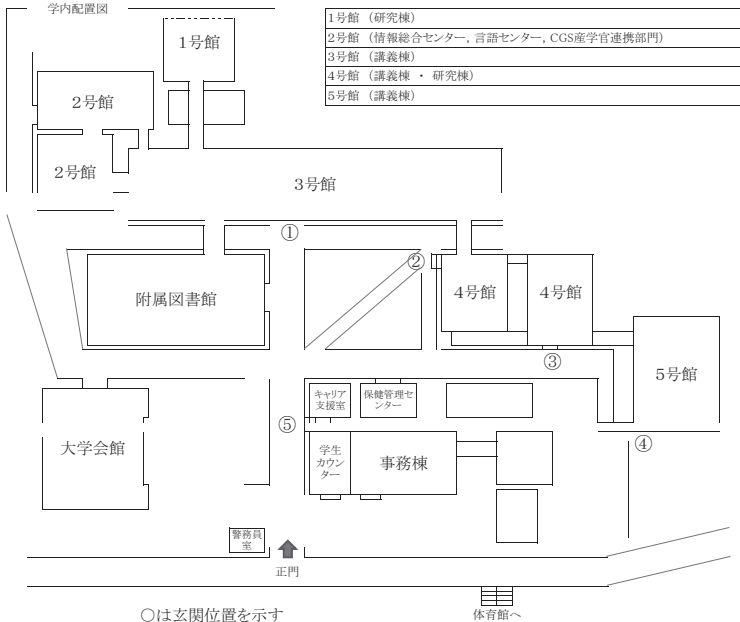 学内配置図
1号館 （研究棟）
2号館 （情報総合センター, 言語センター, CGS産学官連携部門）
3号館 （講義棟）
4号館 （講義棟 ・ 研究棟）
5号館 （講義棟）
1号館
2号館
2号館
3号館
①
②
附属図書館
4号館
4号館
③
5号館
キャリア
支援室
保健管理セ
ンター
⑤
④
大学会館
学生
カウン
ター
事務棟
警務員
室
正門
○は玄関位置を示す
体育館へ